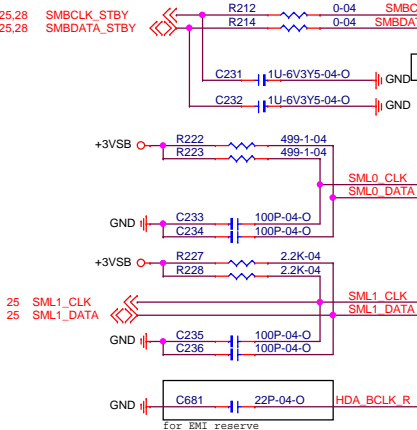 25,28 SMBCLK_STBY R212 0-04 SMBC
25,28 SMBDATA_STBY R214 0-04 SMBDA
C231 1U-6V3Y5-04-O GND
C232 1U-6V3Y5-04-O GND
+3VSB R222 499-1-04
R223 499-1-04
SML0_CLK
SML0_DATA
GND C233 100P-04-O
C234 100P-04-O
+3VSB R227 2.2K-04
R228 2.2K-04
25 SML1_CLK SML1_CLK
25 SML1_DATA SML1_DATA
GND C235 100P-04-O
C236 100P-04-O
GND C681 22P-04-O HDA_BCLK_R
for EMI reserve